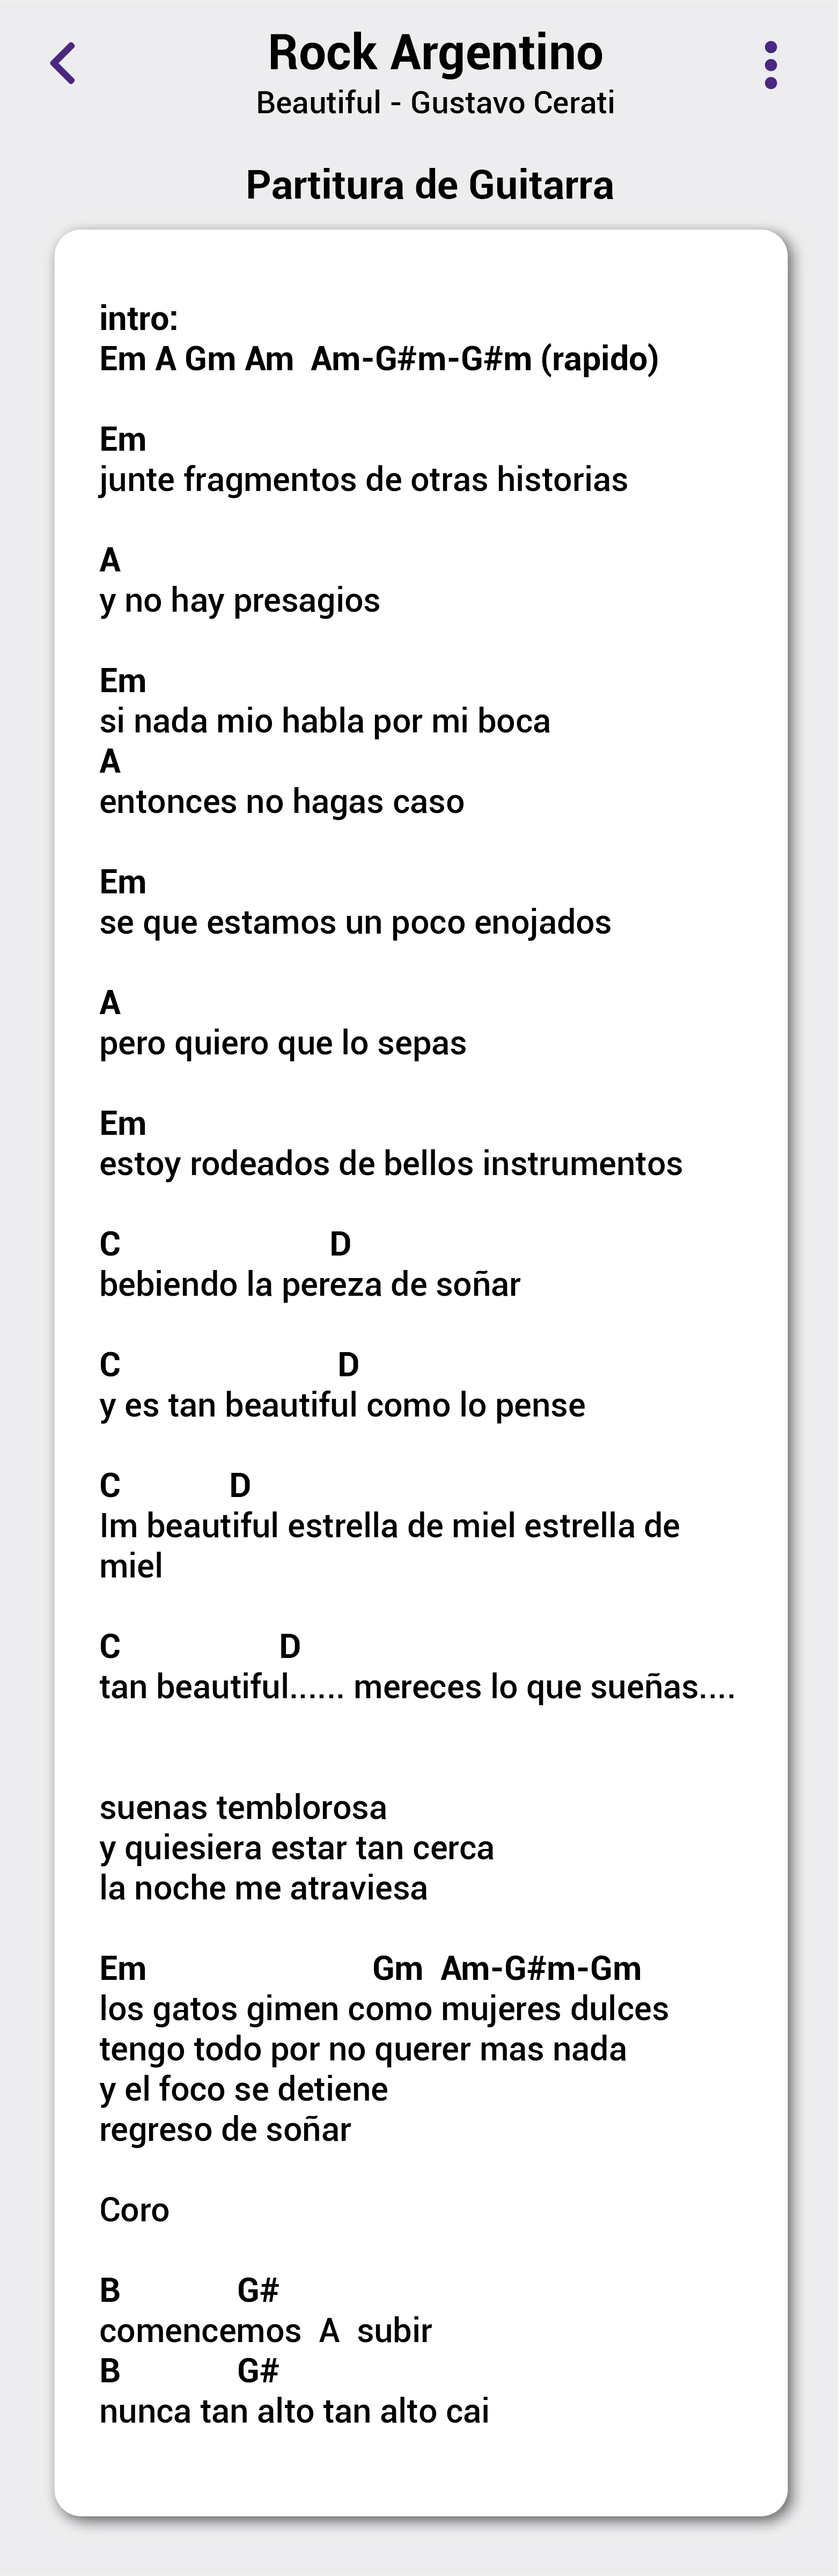 Rock Argentino
Beautiful - Gustavo Cerati
Partitura de Guitarra
intro:
Em A Gm Am  Am-G#m-G#m (rapido)
Em
junte fragmentos de otras historias
A
y no hay presagios
Em
si nada mio habla por mi boca
A
entonces no hagas caso
Em
se que estamos un poco enojados
A
pero quiero que lo sepas
Em
estoy rodeados de bellos instrumentos
C                         D
bebiendo la pereza de soñar
C                          D
y es tan beautiful como lo pense
C             D
Im beautiful estrella de miel estrella de
miel
C                   D
tan beautiful...... mereces lo que sueñas....
suenas temblorosa
y quiesiera estar tan cerca
la noche me atraviesa
Em                           Gm  Am-G#m-Gm
los gatos gimen como mujeres dulces
tengo todo por no querer mas nada
y el foco se detiene
regreso de soñar
Coro
B              G#
comencemos  A  subir
B              G#
nunca tan alto tan alto cai